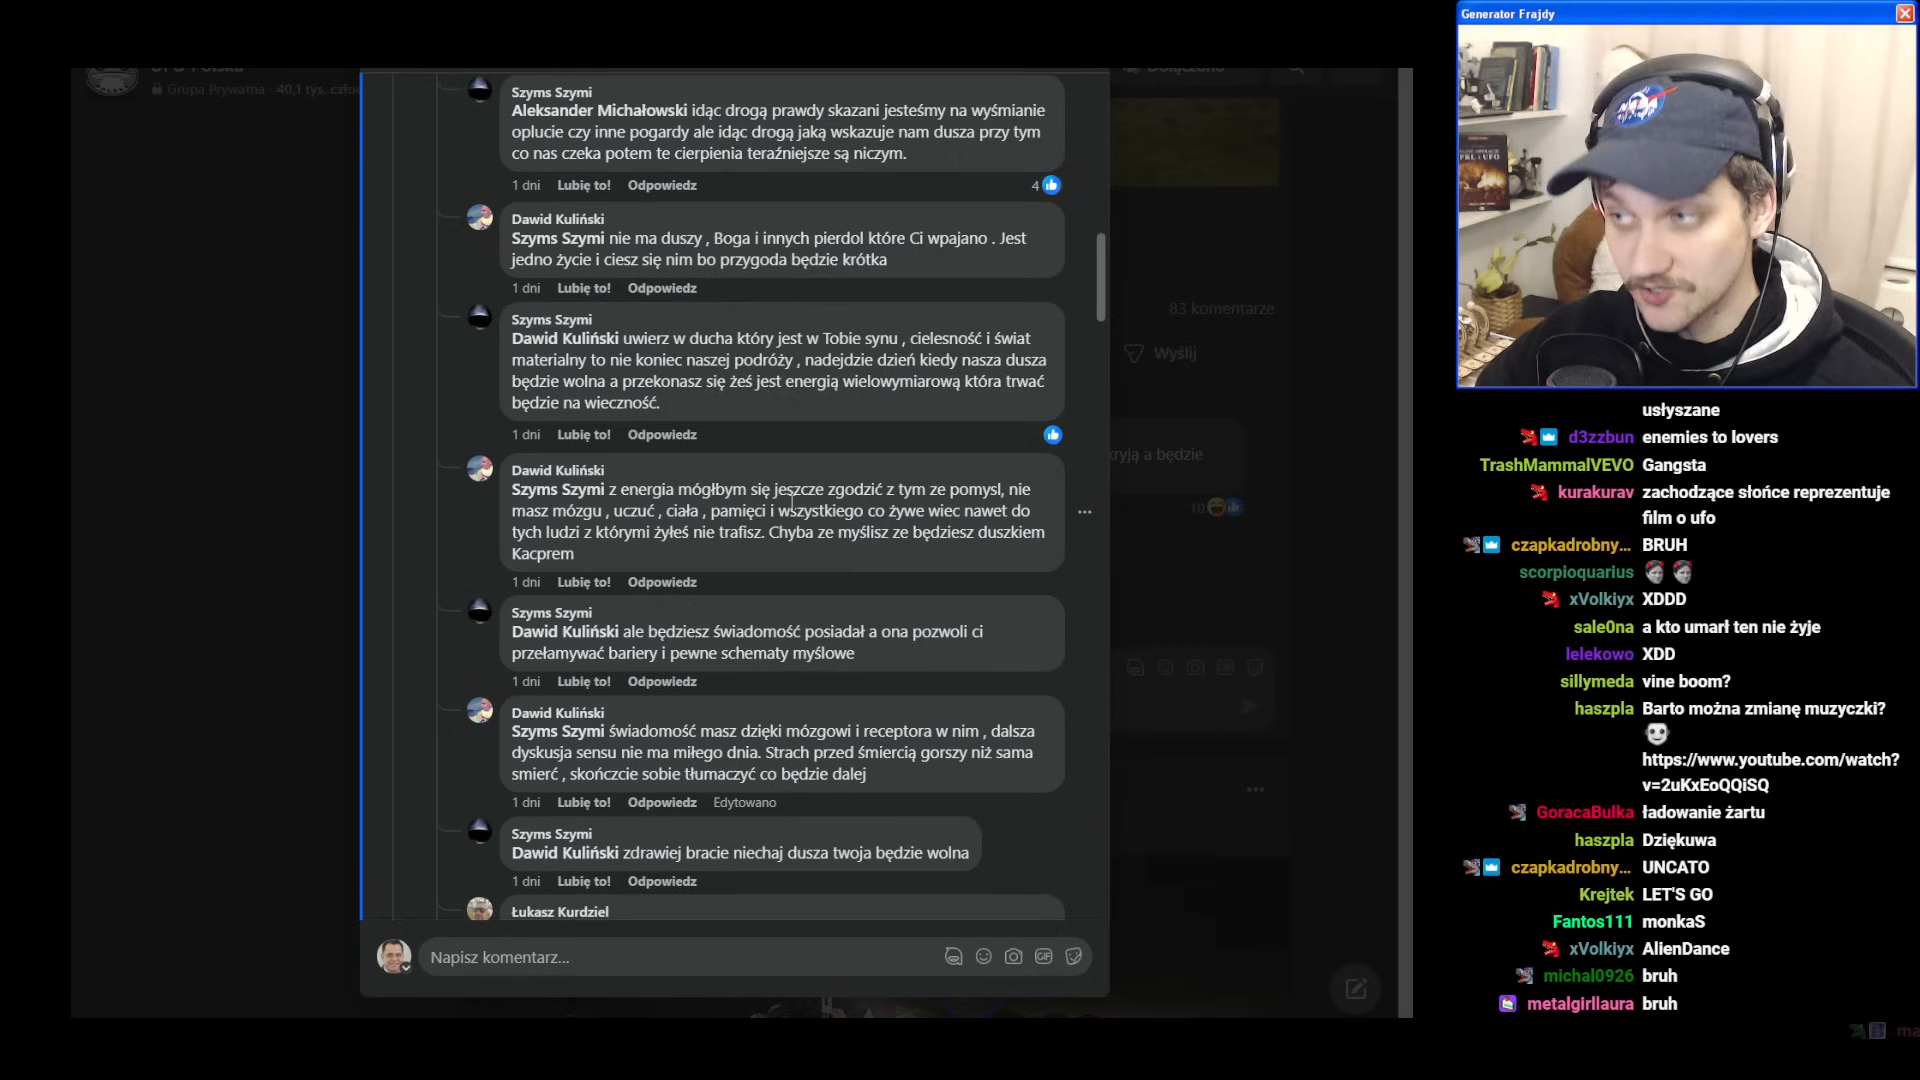 Grupa Prywatna · 40,1 tys. człon
Szyms Szymi
Aleksander Michałowski idąc drogą prawdy skazani jesteśmy na wyśmianie
oplucie czy inne pogardy ale idąc drogą jaką wskazuje nam dusza przy tym
co nas czeka potem te cierpienia teraźniejsze są niczym.
1 dni Lubię to! Odpowiedz 4
Dawid Kuliński
Szyms Szymi nie ma duszy , Boga i innych pierdol które Ci wpajano . Jest
jedno życie i ciesz się nim bo przygoda będzie krótka
1 dni Lubię to! Odpowiedz
Szyms Szymi
Dawid Kuliński uwierz w ducha który jest w Tobie synu , cielesność i świat
materialny to nie koniec naszej podróży , nadejdzie dzień kiedy nasza dusza
będzie wolna a przekonasz się żeś jest energią wielowymiarową która trwać
będzie na wieczność.
1 dni Lubię to! Odpowiedz
Dawid Kuliński
Szyms Szymi z energia mógłbym się jeszcze zgodzić z tym ze pomysl, nie
masz mózgu , uczuć , ciała , pamięci i wszystkiego co żywe wiec nawet do
tych ludzi z którymi żyłeś nie trafisz. Chyba ze myślisz ze będziesz duszkiem
Kacprem
1 dni Lubię to! Odpowiedz
Szyms Szymi
Dawid Kuliński ale będziesz świadomość posiadał a ona pozwoli ci
przełamywać bariery i pewne schematy myślowe
1 dni Lubię to! Odpowiedz
Dawid Kuliński
Szyms Szymi świadomość masz dzięki mózgowi i receptora w nim , dalsza
dyskusja sensu nie ma miłego dnia. Strach przed śmiercią gorszy niż sama
smierć , skończcie sobie tłumaczyć co będzie dalej
1 dni Lubię to! Odpowiedz Edytowano
Szyms Szymi
Dawid Kuliński zdrawiej bracie niechaj dusza twoja będzie wolna
1 dni Lubię to! Odpowiedz
Łukasz Kurdziel
Napisz komentarz...
GIF
83 komentarze
Wyślij
kryją a będzie
10
Generator Frajdy
NASA
PRL i UFO
usłyszane
d3zzbun enemies to lovers
TrashMammalVEVO Gangsta
kurakurav zachodzące słońce reprezentuje
film o ufo
czapkadrobny... BRUH
scorpioquarius
xVolkiyx XDDD
sale0na a kto umarł ten nie żyje
lelekowo XDD
sillymeda vine boom?
haszpla Barto można zmianę muzyczki?
https://www.youtube.com/watch?
v=2uKxEoQQiSQ
GoracaBulka ładowanie żartu
haszpla Dziękuwa
czapkadrobny... UNCATO
Krejtek LET'S GO
Fantos111 monkaS
xVolkiyx AlienDance
michal0926 bruh
metalgirllaura bruh